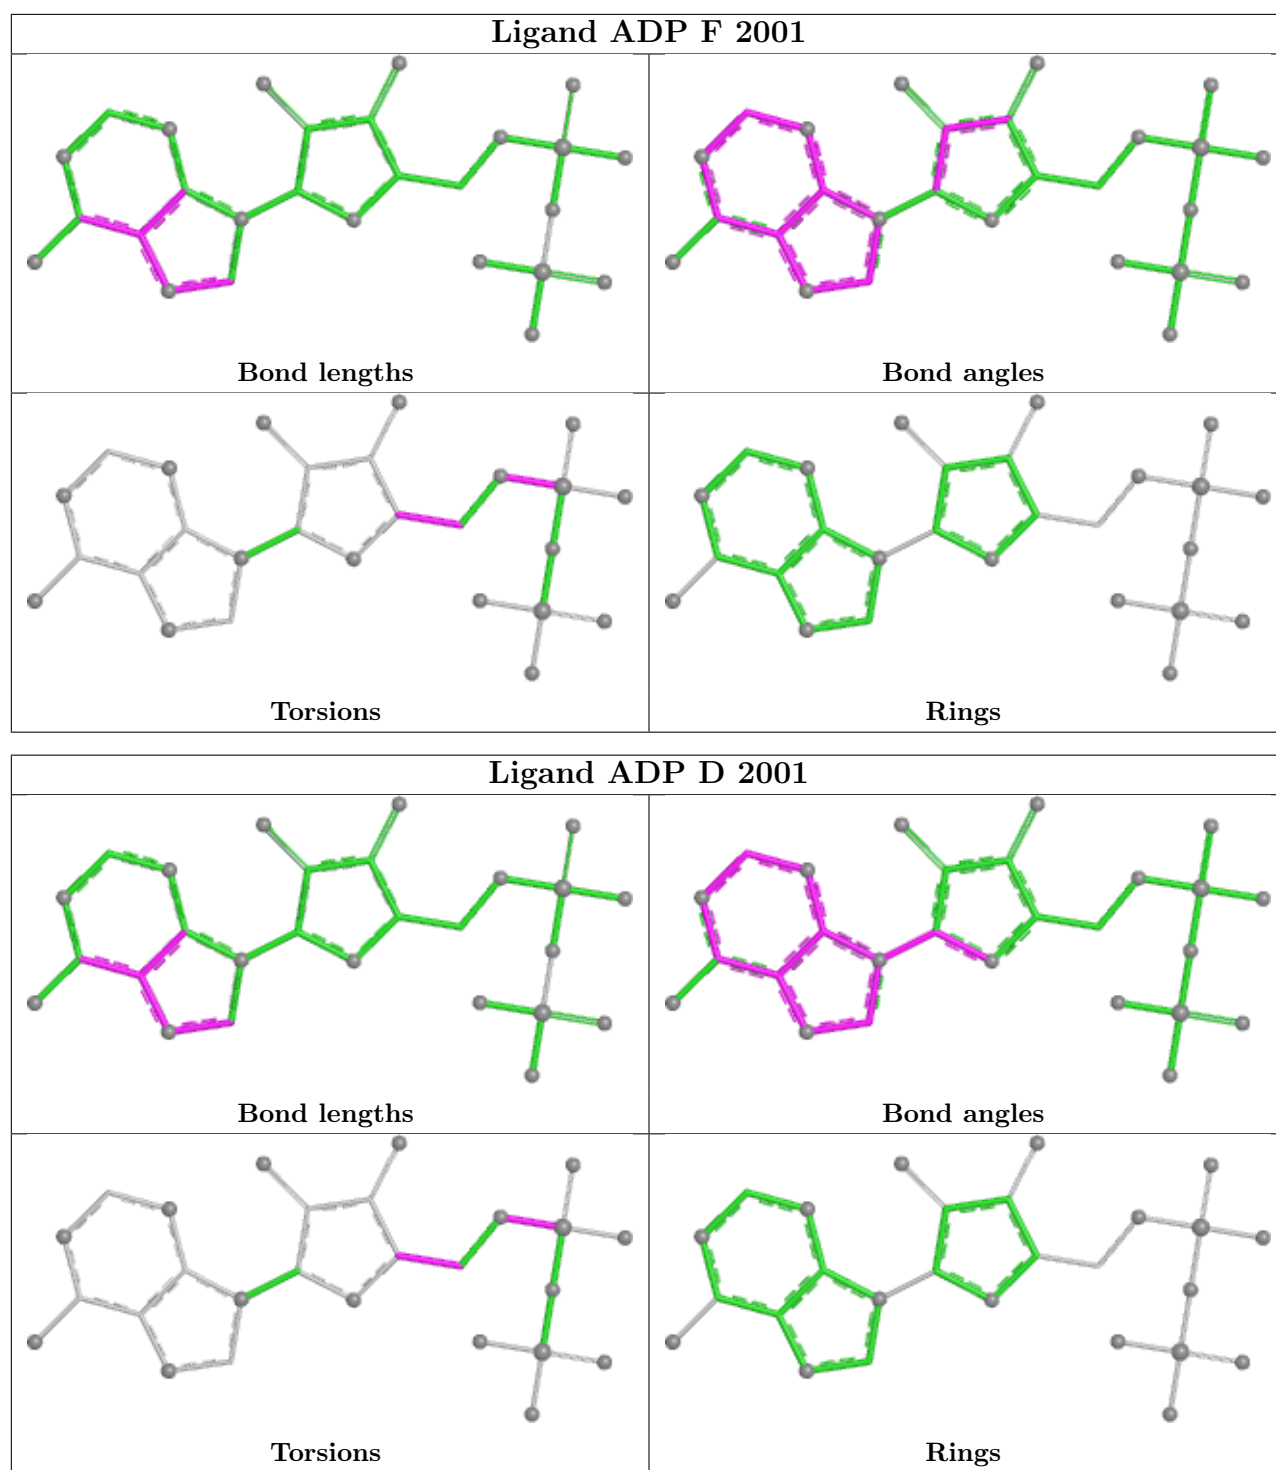 Ligand ADP F 2001
Bond lengths
Bond angles
Torsions
Rings
Ligand ADP D 2001
Bond lengths
Bond angles
Torsions
Rings